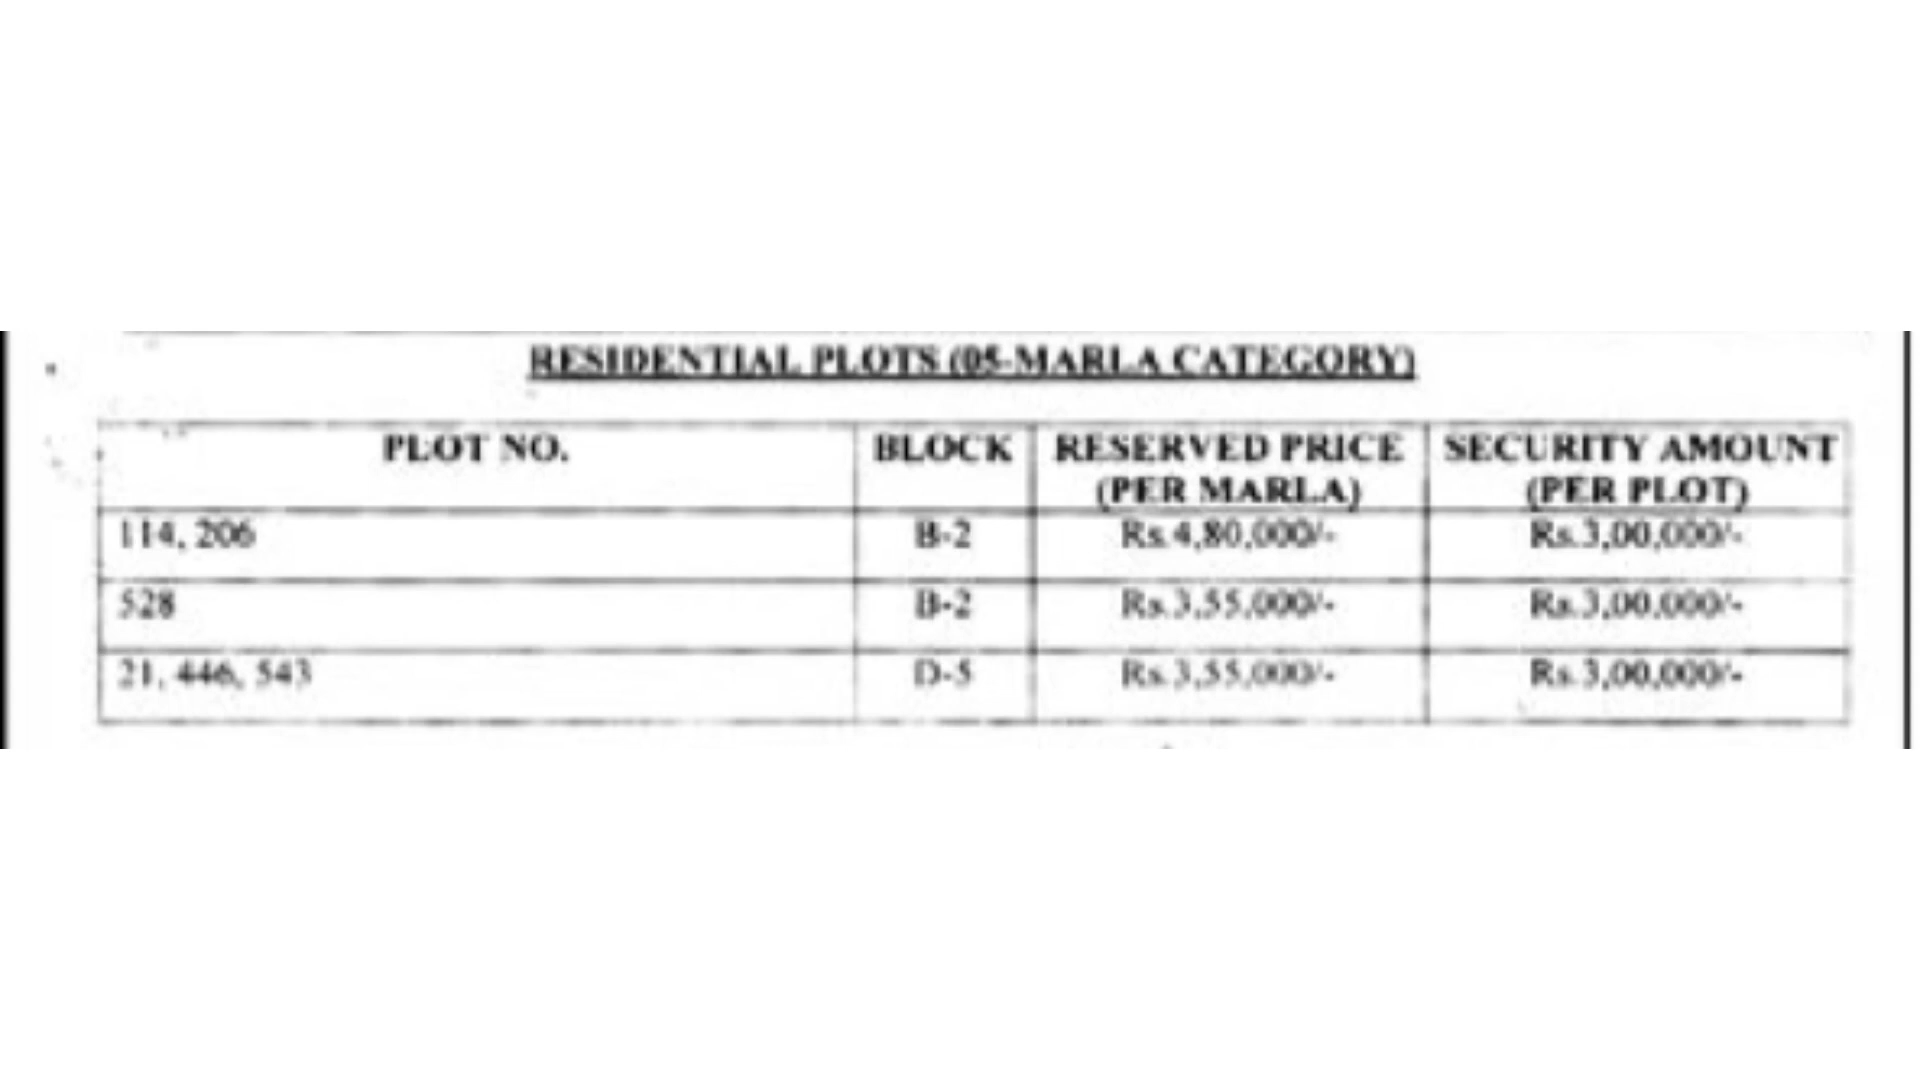 RESIDENTIAL PLOTS (05-MARLA CATEGORY)
PLOT NO. BLOCK RESERVED PRICE (PER MARLA) SECURITY AMOUNT (PER PLOT)
114, 206 B-2 Rs.4,80,000/- Rs.3,00,000/-
528 B-2 Rs.3,55,000/- Rs.3,00,000/-
21, 446, 543 D-5 Rs.3,55,000/- Rs.3,00,000/-